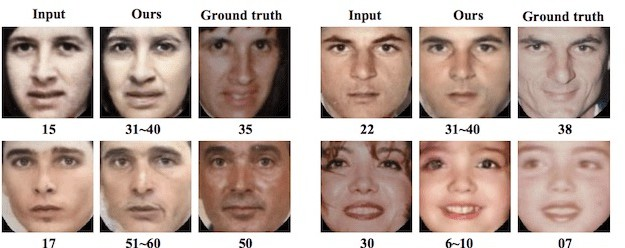 Input Ours Ground truth Input Ours Ground truth
15 31~40 35 22 31~40 38
17 51~60 50 30 6~10 07